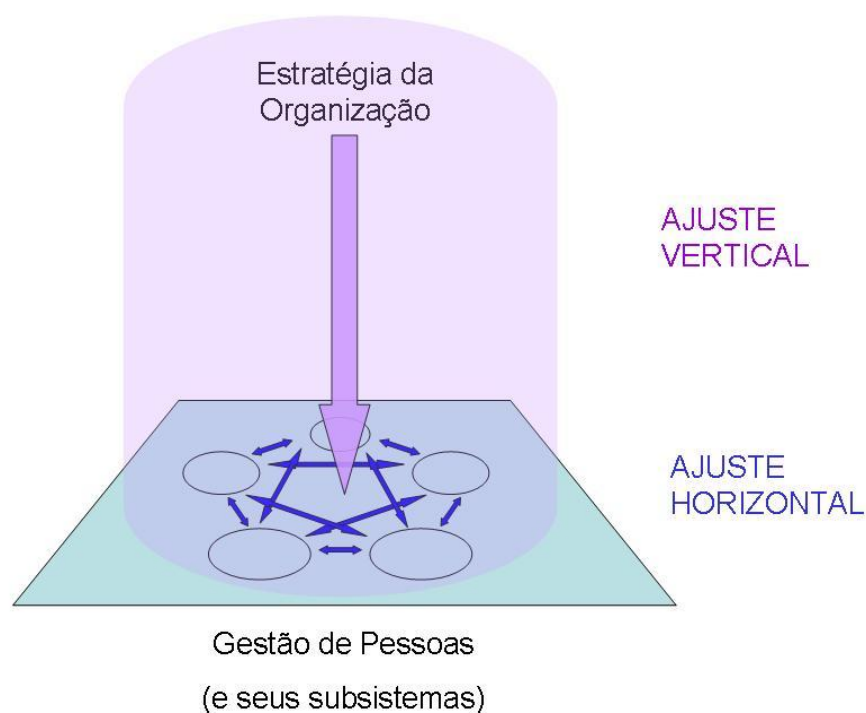 Estratégia da
Organização
AJUSTE
VERTICAL
AJUSTE
HORIZONTAL
Gestão de Pessoas
(e seus subsistemas)